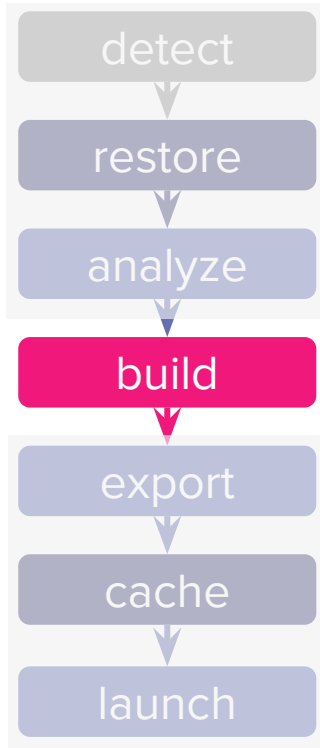 detect
restore
analyze
build
export
cache
launch